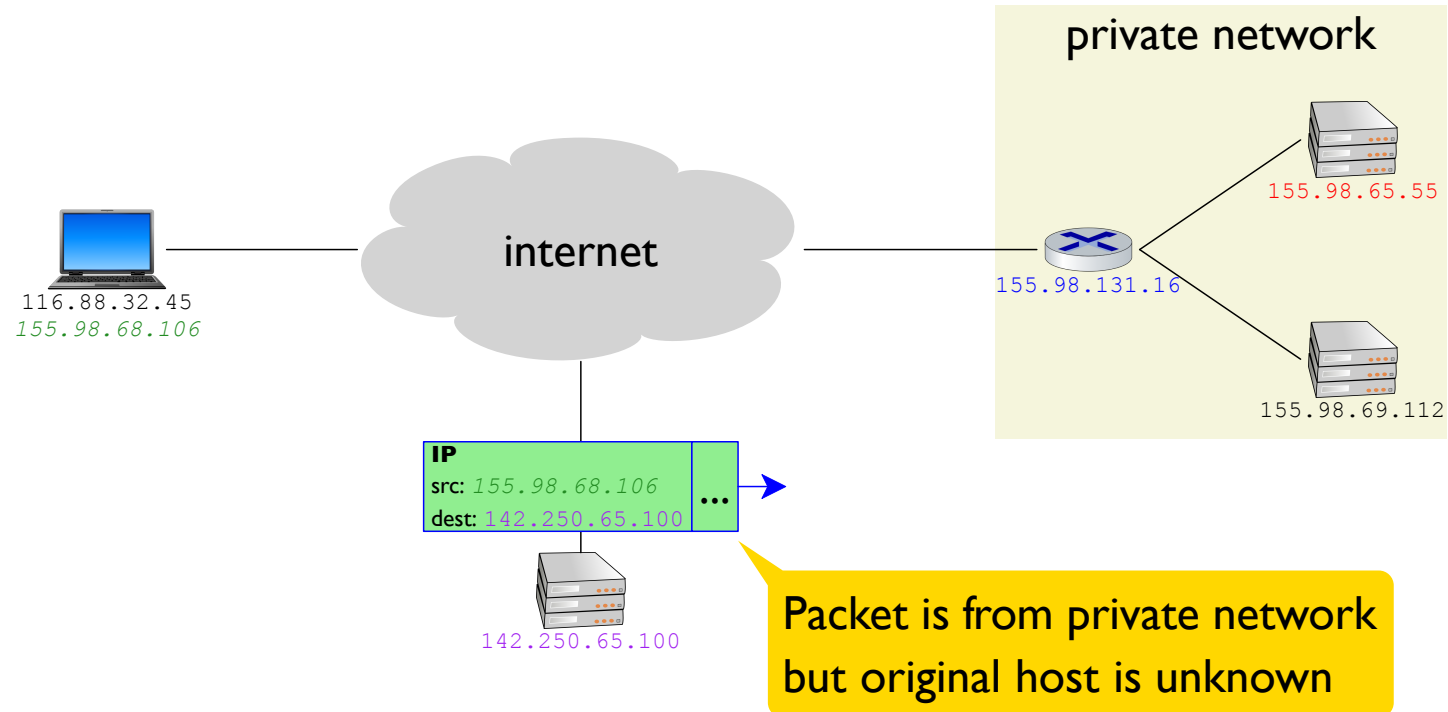 private network
155.98.65.55
internet
116.88.32.45
155.98.68.106
155.98.131.16
155.98.69.112
IP
src: 155.98.68.106
dest: 142.250.65.100
...
142.250.65.100
Packet is from private network
but original host is unknown